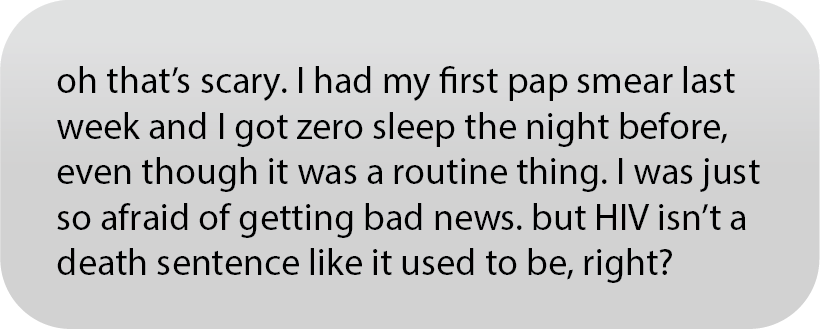 oh that’s scary. I had my first pap smear last
week and I got zero sleep the night before,
even though it was a routine thing. I was just
so afraid of getting bad news. but HIV isn’t a
death sentence like it used to be, right?